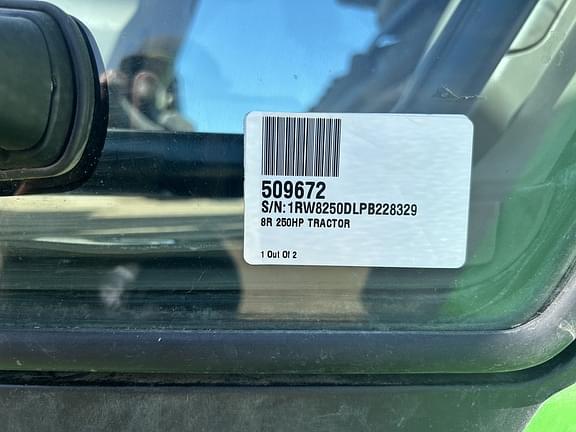 509672
S/N:1RW8250DLPB228329
8R 250HP TRACTOR
1 Out Of 2